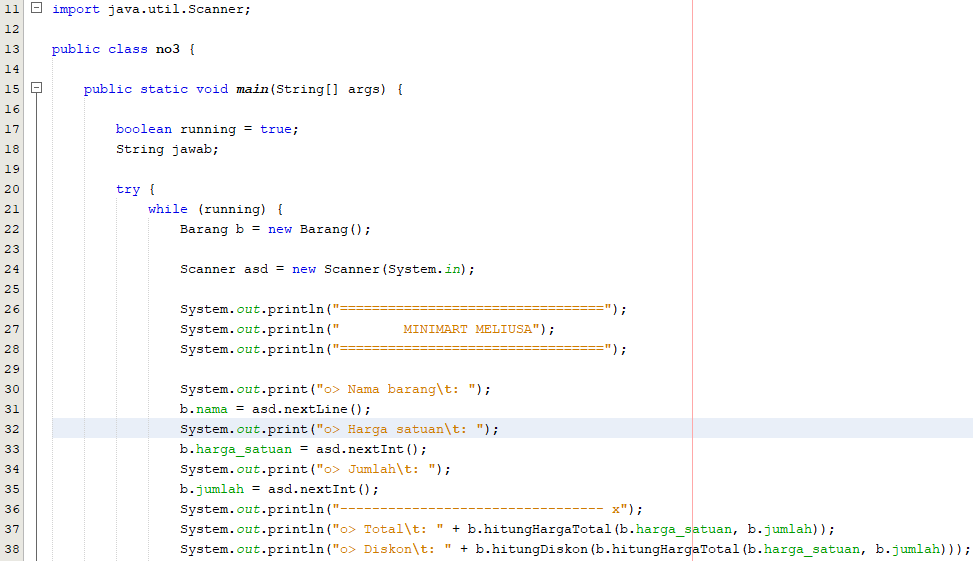 11 import java.util.Scanner;
12
13 public class no3 {
14
15     public static void main(String[] args) {
16
17         boolean running = true;
18         String jawab;
19
20         try {
21             while (running) {
22                 Barang b = new Barang();
23
24                 Scanner asd = new Scanner(System.in);
25
26                 System.out.println("=================================");
27                 System.out.println("        MINIMART MELIUSA");
28                 System.out.println("=================================");
29
30                 System.out.print("o> Nama barang\t: ");
31                 b.nama = asd.nextLine();
32                 System.out.print("o> Harga satuan\t: ");
33                 b.harga_satuan = asd.nextInt();
34                 System.out.print("o> Jumlah\t: ");
35                 b.jumlah = asd.nextInt();
36                 System.out.println("--------------------------------- x");
37                 System.out.println("o> Total\t: " + b.hitungHargaTotal(b.harga_satuan, b.jumlah));
38                 System.out.println("o> Diskon\t: " + b.hitungDiskon(b.hitungHargaTotal(b.harga_satuan, b.jumlah)));